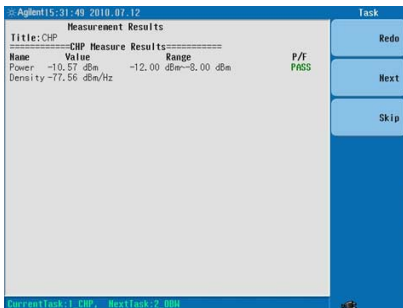 Agilent 15:31:49 2010.07.12
Task
Measurement Results
Title:CHP
===========CHP Measure Results===========
Name Value Range P/F
Power -10.57 dBm -12.00 dBm~-8.00 dBm PASS
Density -77.56 dBm/Hz
Redo
Next
Skip
CurrentTask:1 CHP, NextTask:2 OBW